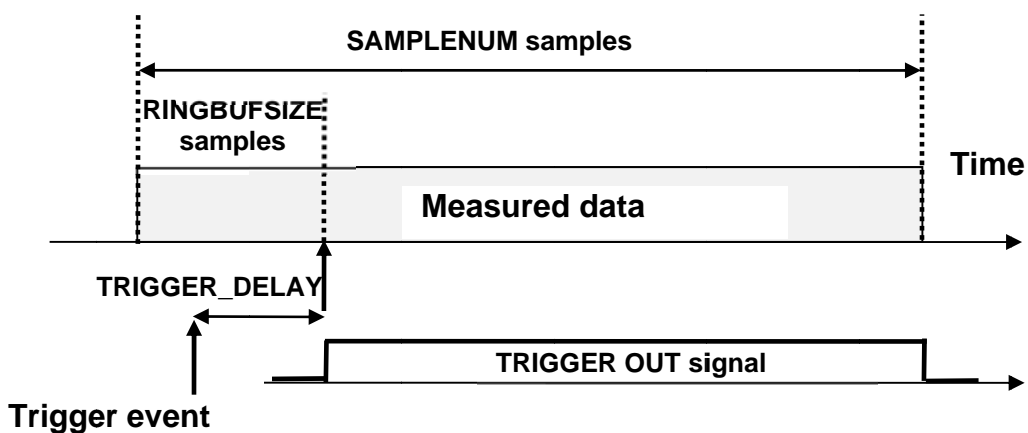 SAMPLENUM samples
RINGBUFSIZE
samples
Time
Measured data
TRIGGER_DELAY
TRIGGER OUT signal
Trigger event